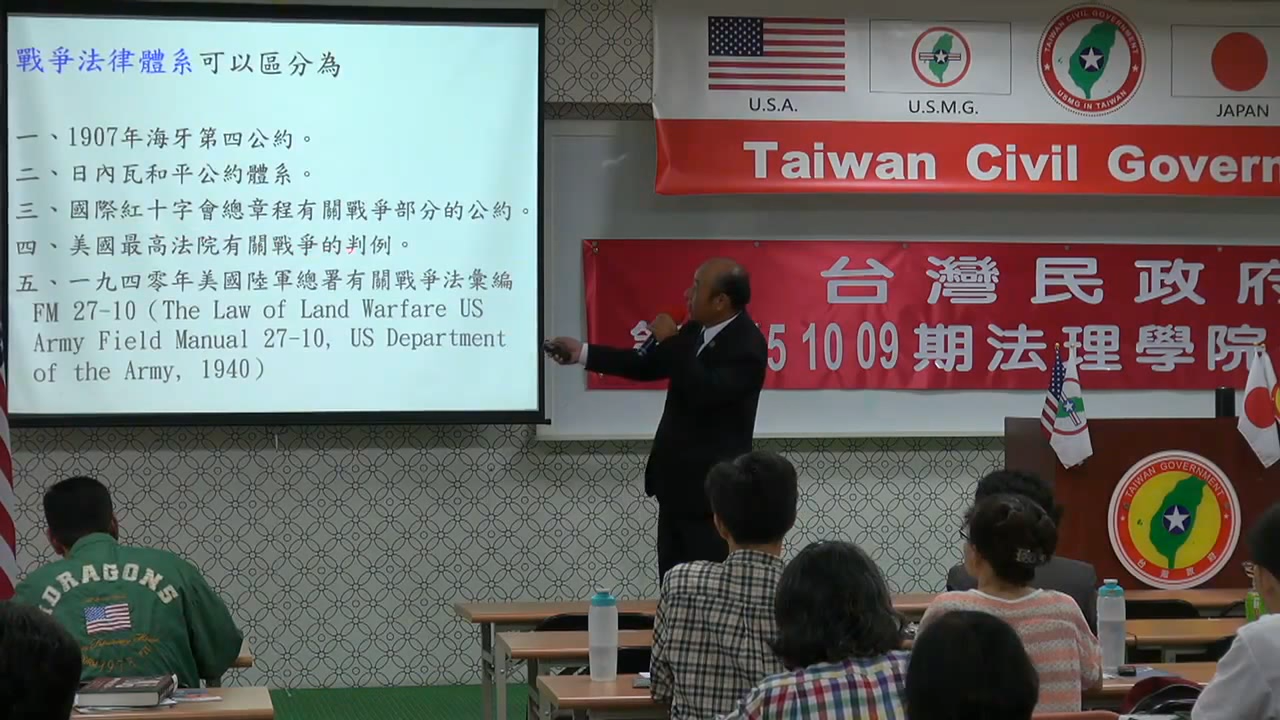 戰爭法律體系可以區分為
一、1907年海牙第四公約。
二、日內瓦和平公約體系。
三、國際紅十字會總章程有關戰爭部分的公約。
四、美國最高法院有關戰爭的判例。
五、一九四零年美國陸軍總署有關戰爭法彙編
FM 27-10 (The Law of Land Warfare US
Army Field Manual 27-10, US Department
of the Army, 1940)
U.S.A.
U.S.M.G.
TAIWAN CIVIL GOVERNMENT
USMG IN TAIWAN
JAPAN
Taiwan Civil Govern
台灣民政府
5 10 09 期法理學院
TAIWAN GOVERNMENT
台灣政府
DRAGONS